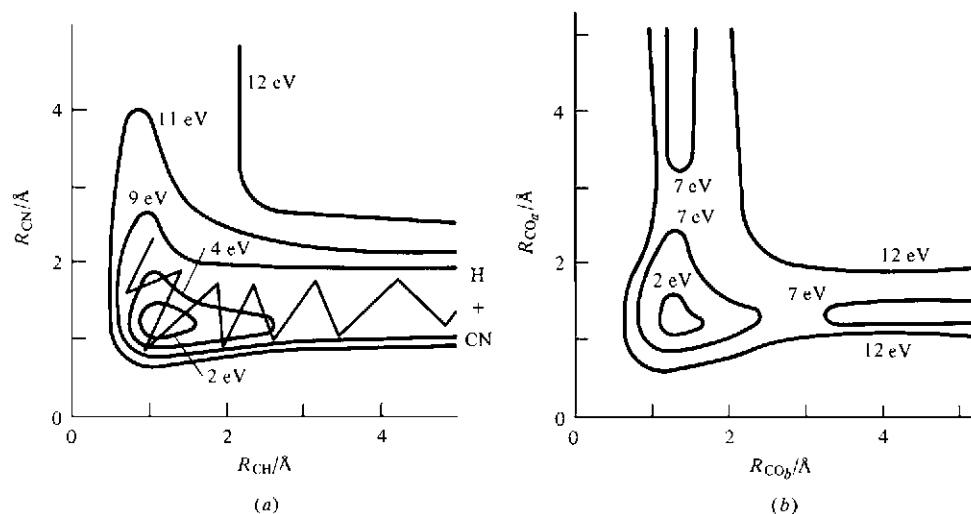 12 eV
4
11 eV
9 eV
4 eV
R_CN/Å
2
H
+
CN
2 eV
0
0
2
4
R_CH/Å
(a)
4
7 eV
7 eV
R_COa/Å
2
2 eV
7 eV
12 eV
12 eV
0
0
2
4
R_COb/Å
(b)